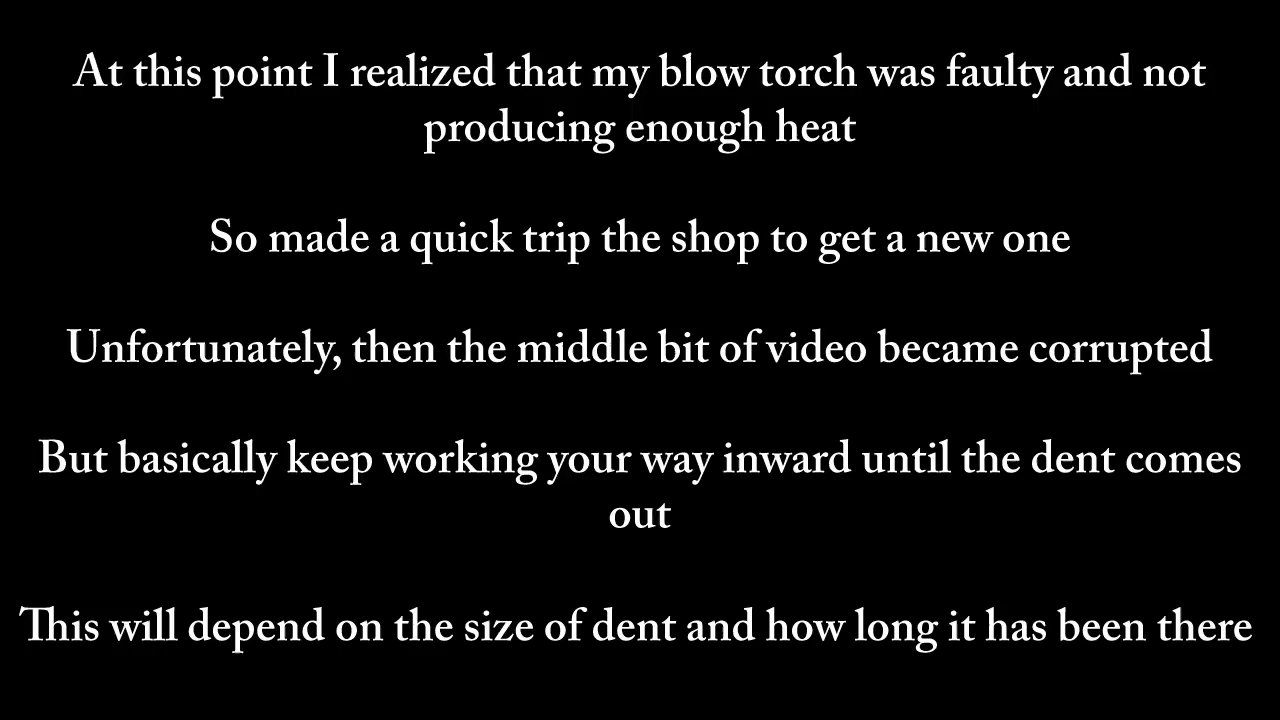 At this point I realized that my blow torch was faulty and not
producing enough heat
So made a quick trip the shop to get a new one
Unfortunately, then the middle bit of video became corrupted
But basically keep working your way inward until the dent comes
out
This will depend on the size of dent and how long it has been there